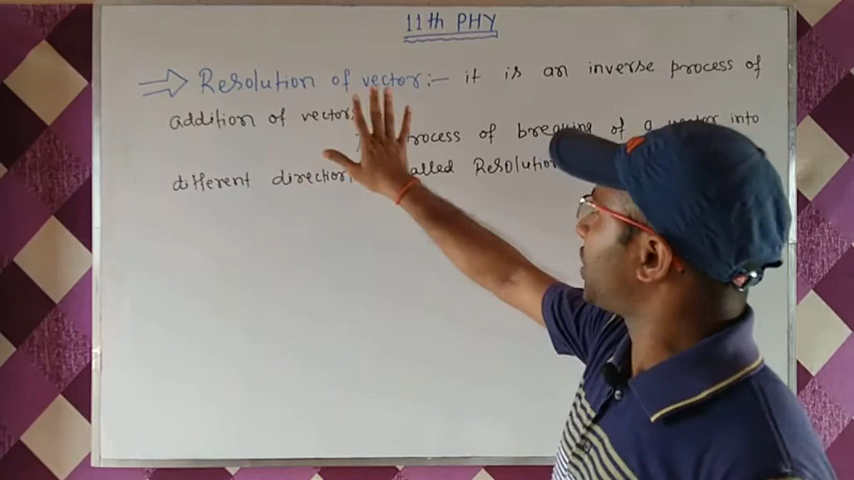 11th PHY
⇒ Resolution of vector :- it is an inverse process of
addition of vector
process of breaking of a vector into
different direction called Resolution